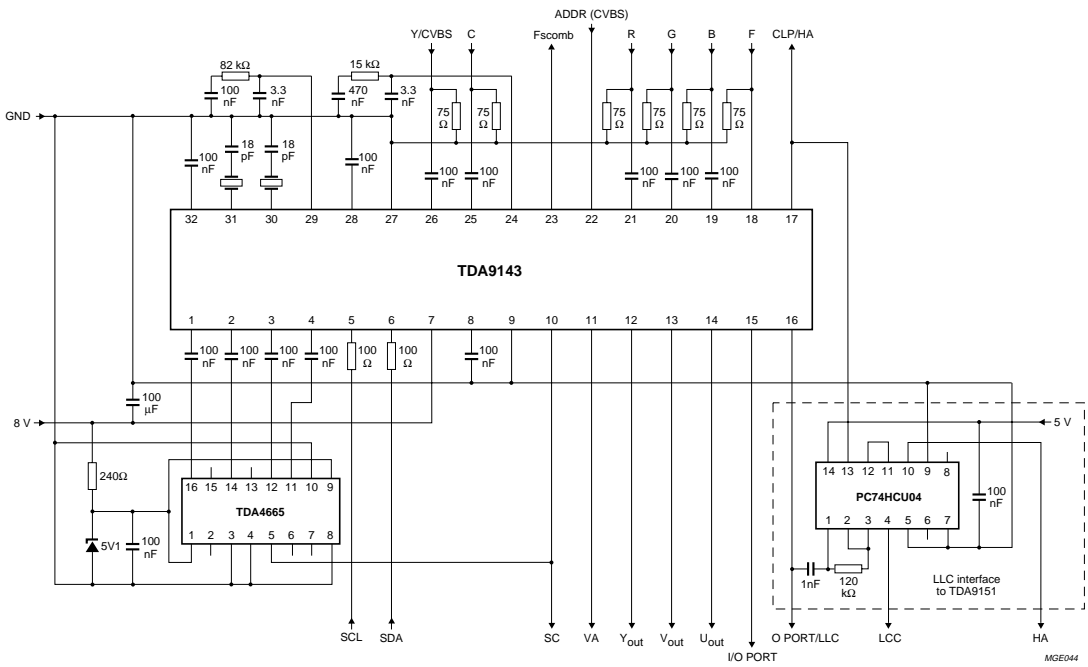 ADDR (CVBS)
Y/CVBS C Fscomb R G B F CLP/HA
82 kΩ 15 kΩ
100 nF 3.3 nF 470 nF 3.3 nF
75 Ω 75 Ω 75 Ω 75 Ω 75 Ω 75 Ω
GND
100 nF 18 pF 18 pF 100 nF 100 nF 100 nF 100 nF 100 nF 100 nF
32 31 30 29 28 27 26 25 24 23 22 21 20 19 18 17
TDA9143
1 2 3 4 5 6 7 8 9 10 11 12 13 14 15 16
100 nF 100 nF 100 nF 100 nF 100 Ω 100 Ω 100 nF
100 µF
8 V
5 V
240Ω
16 15 14 13 12 11 10 9
TDA4665
1 2 3 4 5 6 7 8
5V1
100 nF
14 13 12 11 10 9 8
PC74HCU04
1 2 3 4 5 6 7
100 nF
1nF
120 kΩ
LLC interface
to TDA9151
SCL SDA SC VA Yout Vout Uout O PORT/LLC LCC HA
I/O PORT
MGE044